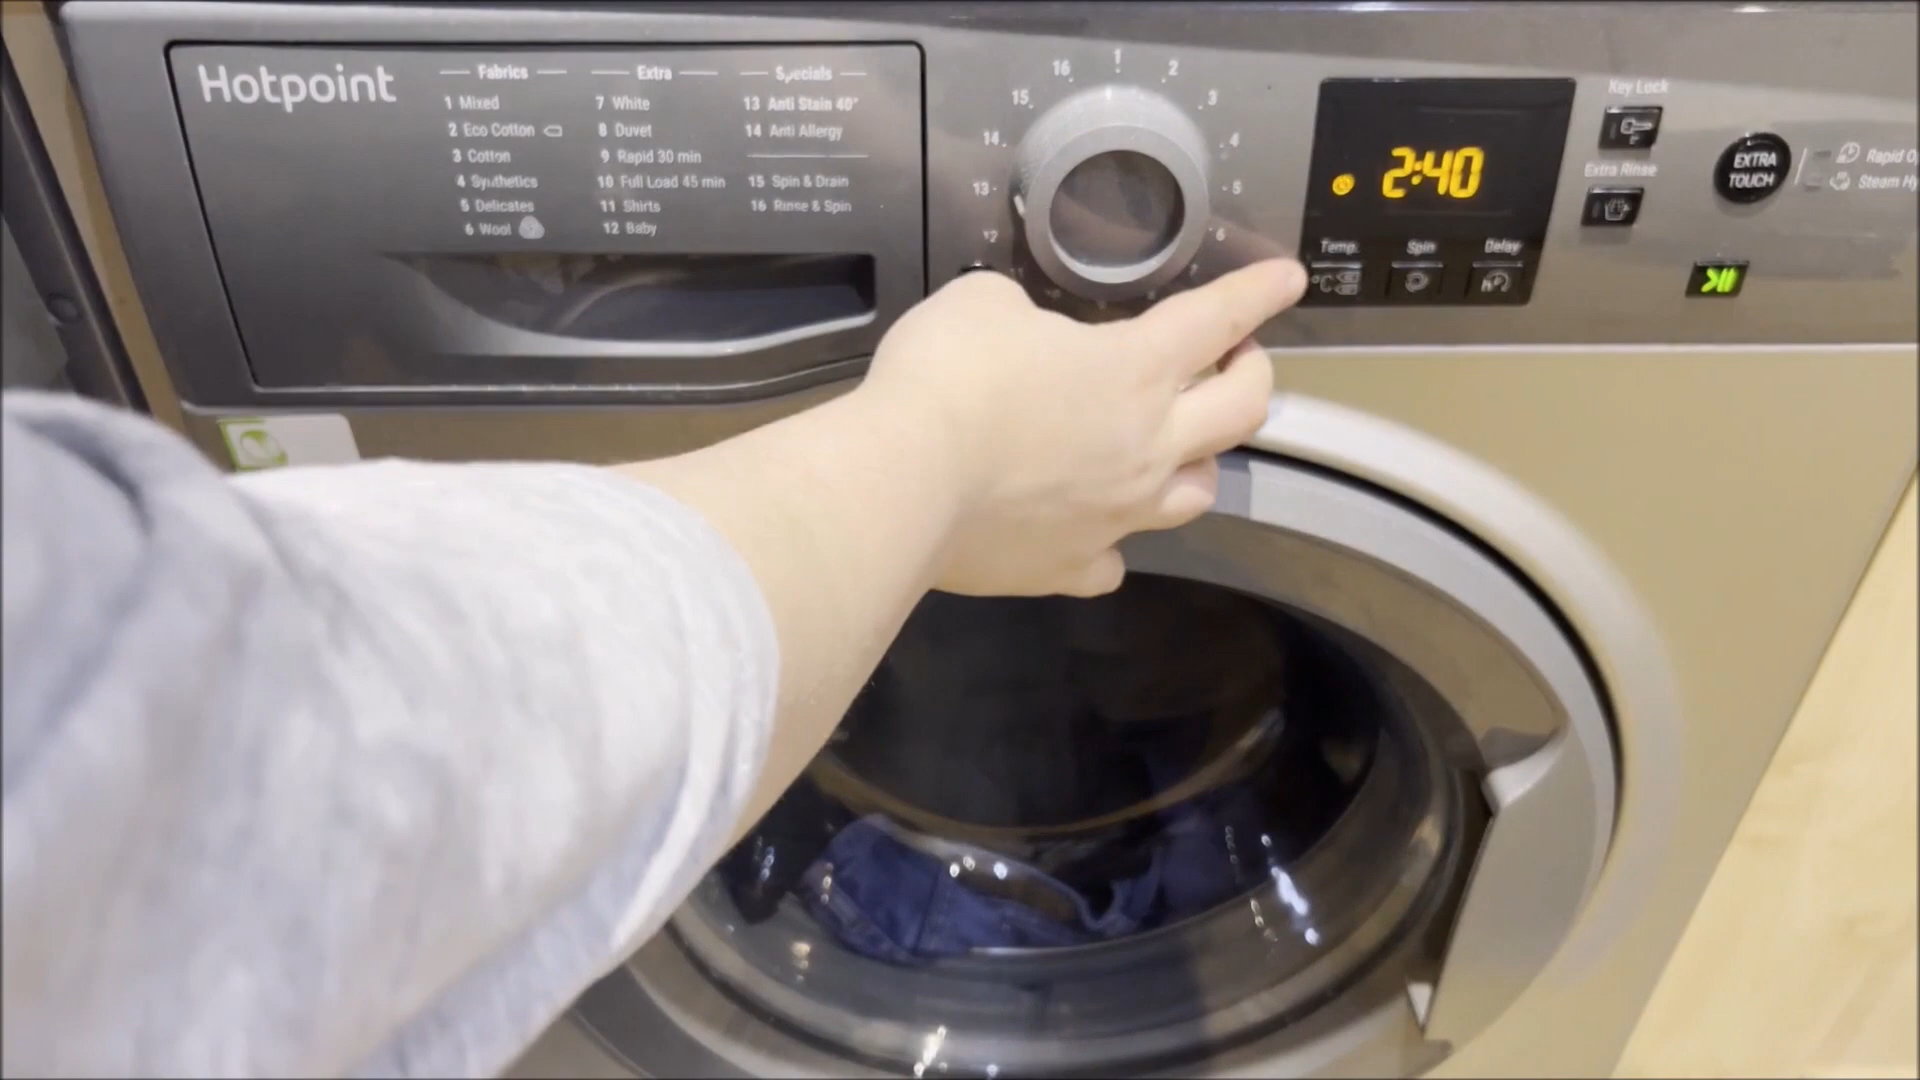 Hotpoint
Fabrics
1 Mixed
2 Eco Cotton
3 Cotton
4 Synthetics
5 Delicates
6 Wool
Extra
7 White
8 Duvet
9 Rapid 30 min
10 Full Load 45 min
11 Shirts
12 Baby
Specials
13 Anti Stain 40°
14 Anti Allergy
15 Spin & Drain
16 Rinse & Spin
1
2
3
4
5
6
7
12
13
14
15
16
2:40
Temp.
Spin
Delay
°C
h
Key Lock
Extra Rinse
EXTRA
TOUCH
Rapid
Steam